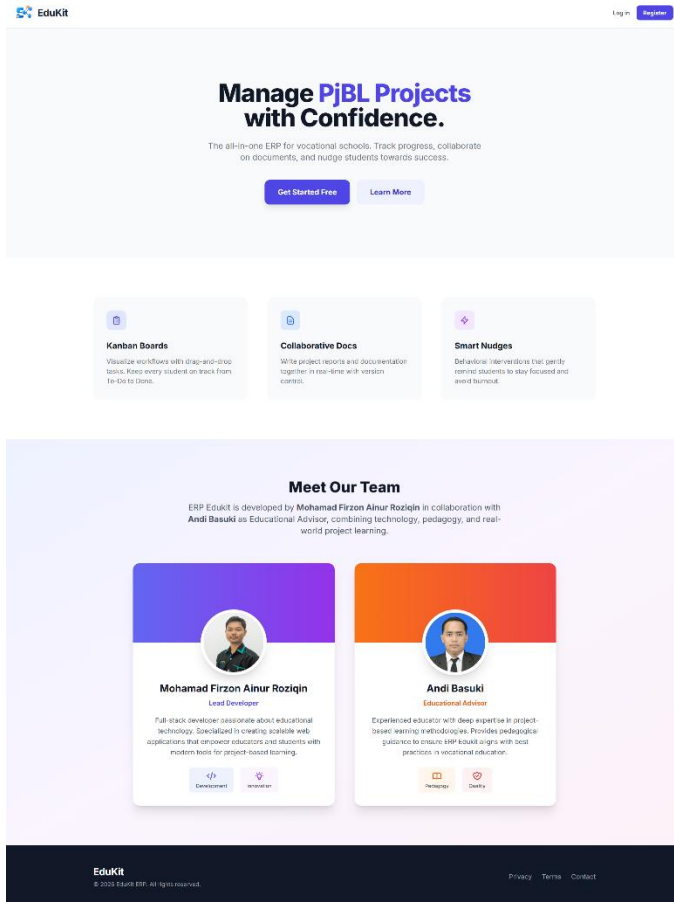 EduKit
Log in
Register
Manage PjBL Projects
with Confidence.
The all-in-one ERP for vocational schools. Track progress, collaborate
on documents, and nudge students towards success.
Get Started Free
Learn More
Kanban Boards
Visualize workflows with drag-and-drop
tasks. Keep every student on track from
To-Do to Done.
Collaborative Docs
Write project reports and documentation
together in real-time with version
control.
Smart Nudges
Behavioral interventions that gently
remind students to stay focused and
avoid burnout.
Meet Our Team
ERP Edukit is developed by Mohamad Firzon Ainur Roziqin in collaboration with
Andi Basuki as Educational Advisor, combining technology, pedagogy, and real-
world project learning.
Mohamad Firzon Ainur Roziqin
Lead Developer
Full-stack developer passionate about educational
technology. Specialized in creating scalable web
applications that empower educators and students with
modern tools for project-based learning.
Development
Innovation
Andi Basuki
Educational Advisor
Experienced educator with deep expertise in project-
based learning methodologies. Provides pedagogical
guidance to ensure ERP Edukit aligns with best
practices in vocational education.
Pedagogy
Quality
EduKit
© 2026 EduKit ERP. All rights reserved.
Privacy
Terms
Contact